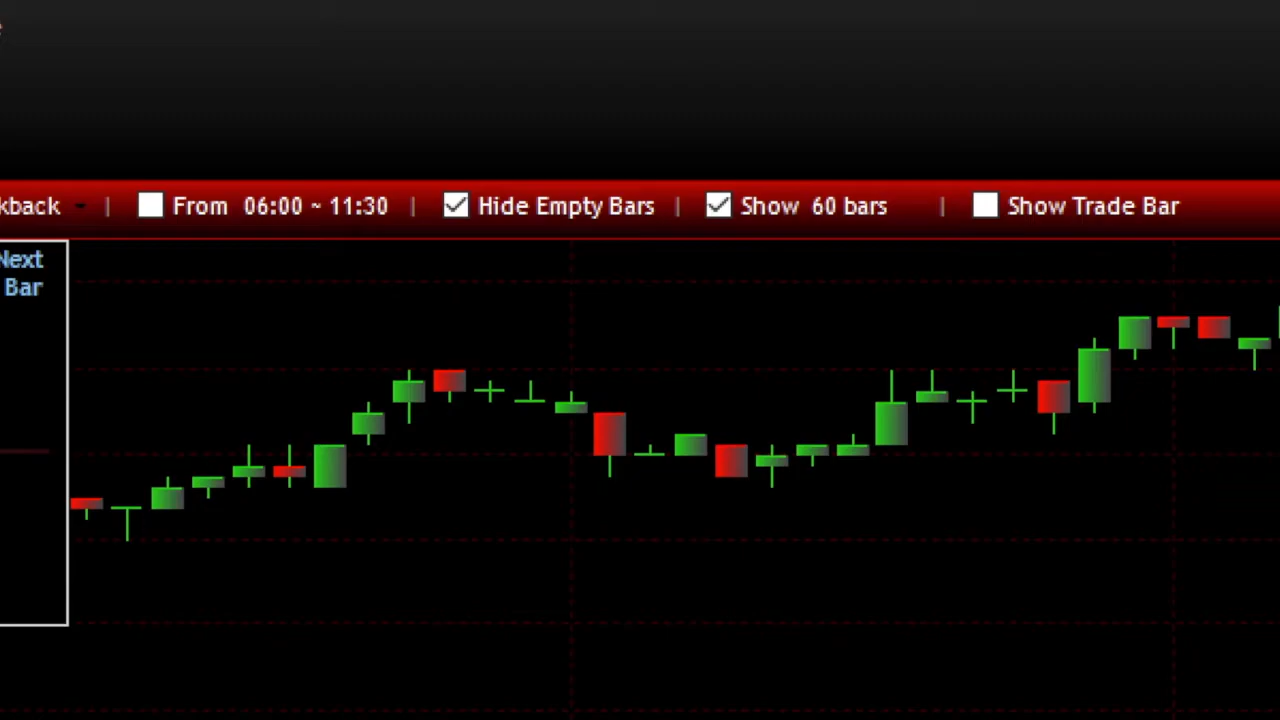 kback | From 06:00 ~ 11:30 | Hide Empty Bars | Show 60 bars | Show Trade Bar
Next
Bar